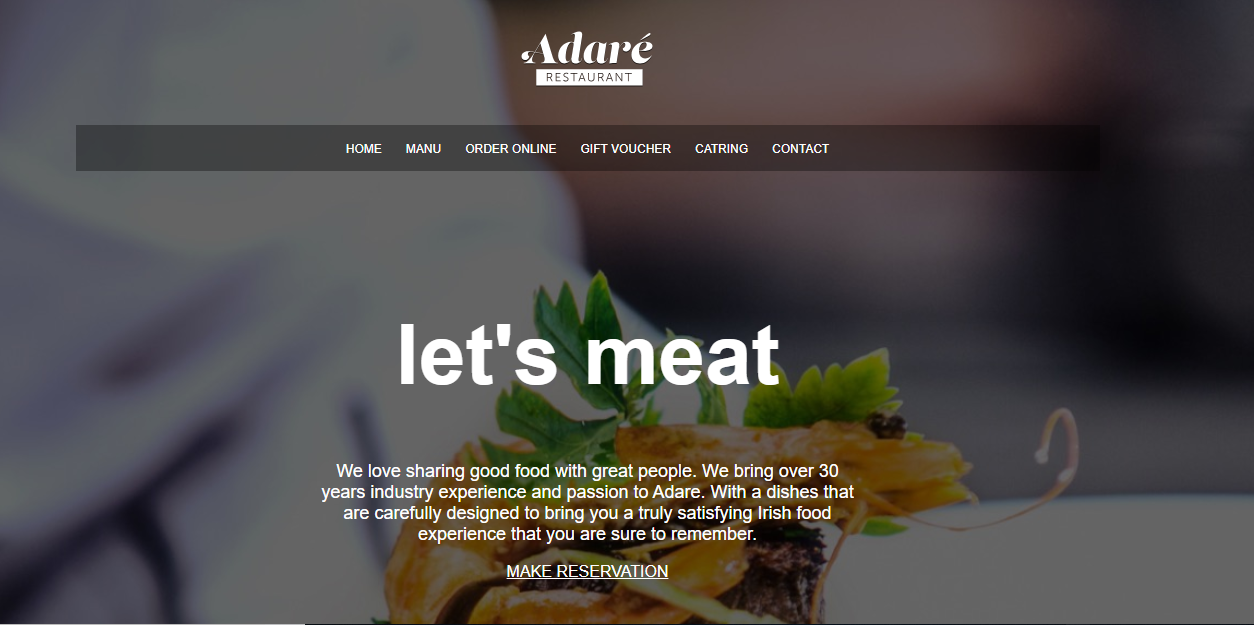 Adaré
RESTAURANT
HOME MANU ORDER ONLINE GIFT VOUCHER CATRING CONTACT
let's meat
We love sharing good food with great people. We bring over 30
years industry experience and passion to Adare. With a dishes that
are carefully designed to bring you a truly satisfying Irish food
experience that you are sure to remember.
MAKE RESERVATION